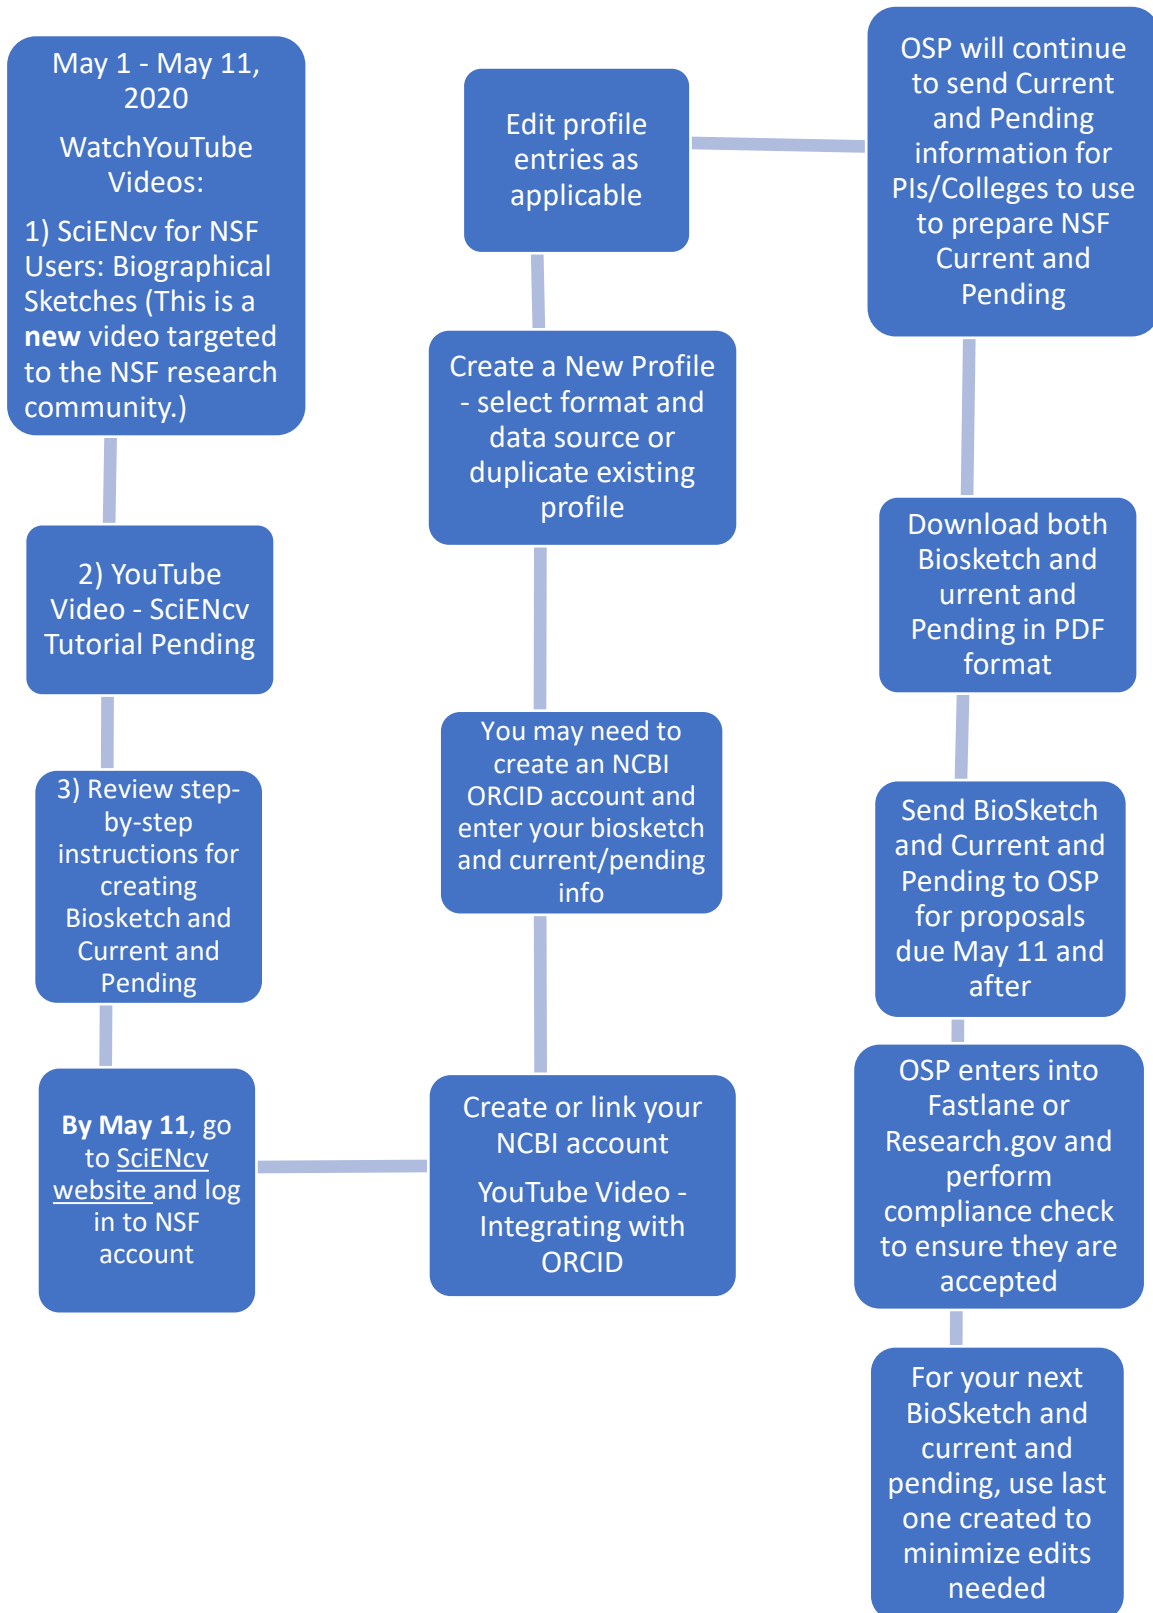 May 1 - May 11,
2020
WatchYouTube
Videos:
1) SciENcv for NSF
Users: Biographical
Sketches (This is a
new video targeted
to the NSF research
community.)
2) YouTube
Video - SciENcv
Tutorial Pending
3) Review step-
by-step
instructions for
creating
Biosketch and
Current and
Pending
By May 11, go
to SciENcv
website and log
in to NSF
account
Create or link your
NCBI account
YouTube Video -
Integrating with
ORCID
You may need to
create an NCBI
ORCID account and
enter your biosketch
and current/pending
info
Create a New Profile
- select format and
data source or
duplicate existing
profile
Edit profile
entries as
applicable
OSP will continue
to send Current
and Pending
information for
PIs/Colleges to use
to prepare NSF
Current and
Pending
Download both
Biosketch and
urrent and
Pending in PDF
format
Send BioSketch
and Current and
Pending to OSP
for proposals
due May 11 and
after
OSP enters into
Fastlane or
Research.gov and
perform
compliance check
to ensure they are
accepted
For your next
BioSketch and
current and
pending, use last
one created to
minimize edits
needed